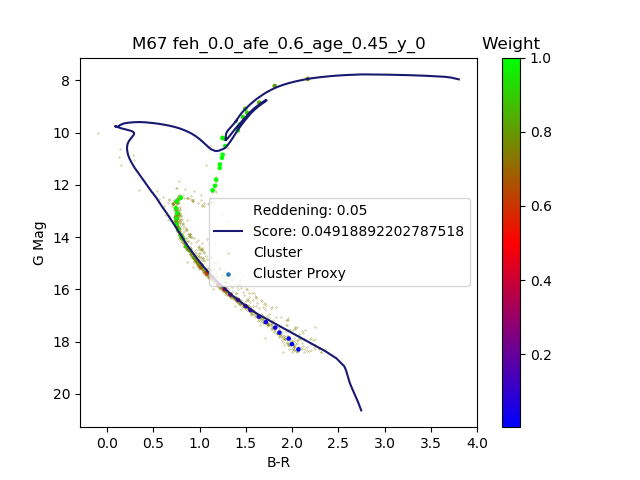 M67 feh_0.0_afe_0.6_age_0.45_y_0
Weight
G Mag
8
10
12
14
16
18
20
Reddening: 0.05
Score: 0.04918892202787518
Cluster
Cluster Proxy
0.0 0.5 1.0 1.5 2.0 2.5 3.0 3.5 4.0
B-R
1.0
0.8
0.6
0.4
0.2